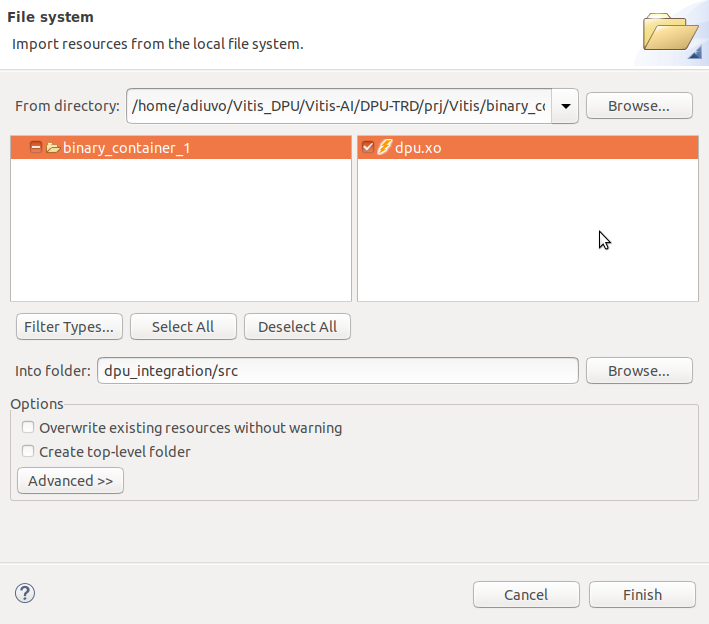 File system
Import resources from the local file system.
From directory: /home/adiuvo/Vitis_DPU/Vitis-AI/DPU-TRD/prj/Vitis/binary_co Browse...
binary_container_1 dpu.xo
Filter Types... Select All Deselect All
Into folder: dpu_integration/src Browse...
Options
Overwrite existing resources without warning
Create top-level folder
Advanced >>
? Cancel Finish